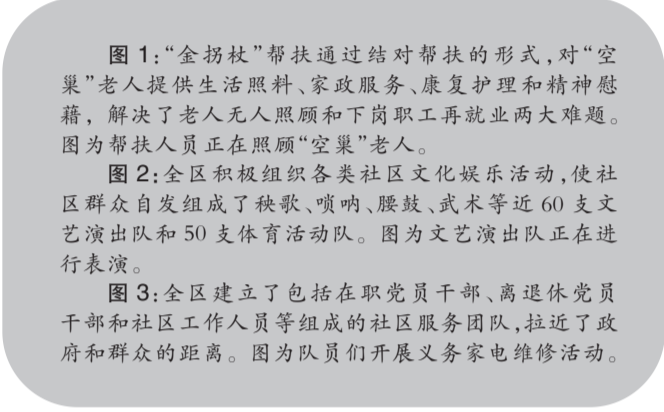 图 1:“金拐杖”帮扶通过结对帮扶的形式,对“空
巢”老人提供生活照料、家政服务、康复护理和精神慰
藉，解决了老人无人照顾和下岗职工再就业两大难题。
图为帮扶人员正在照顾“空巢”老人。
图 2:全区积极组织各类社区文化娱乐活动,使社
区群众自发组成了秧歌、唢呐、腰鼓、武术等近 60 支文
艺演出队和 50 支体育活动队。图为文艺演出队正在进
行表演。
图 3:全区建立了包括在职党员干部、离退休党员
干部和社区工作人员等组成的社区服务团队,拉近了政
府和群众的距离。图为队员们开展义务家电维修活动。